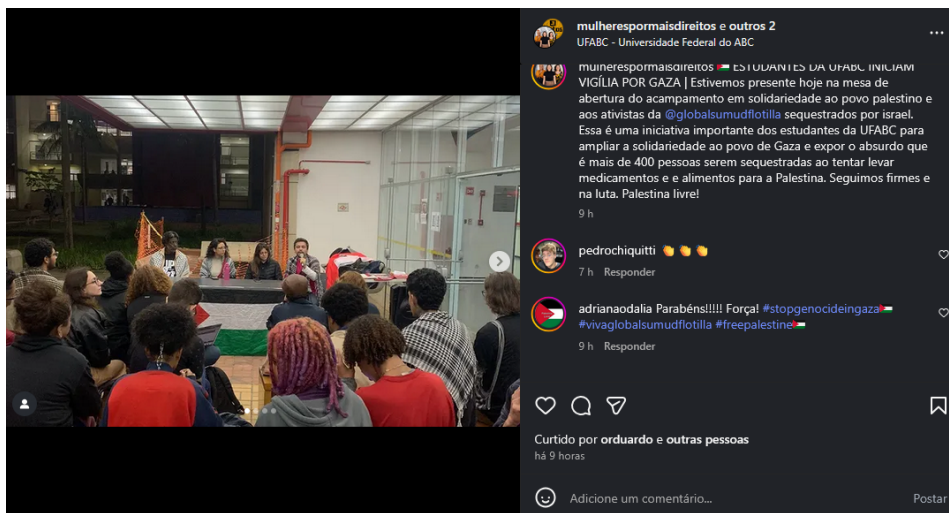 mulherespormaisdireitos e outros 2
UFABC - Universidade Federal do ABC
mulherespormaisdireitos 🇵🇸 ESTUDANTES DA UFABC INICIAM
VIGÍLIA POR GAZA | Estivemos presente hoje na mesa de
abertura do acampamento em solidariedade ao povo palestino e
aos ativistas da @globalsumudflotilla sequestrados por israel.
Essa é uma iniciativa importante dos estudantes da UFABC para
ampliar a solidariedade ao povo de Gaza e expor o absurdo que
é mais de 400 pessoas serem sequestradas ao tentar levar
medicamentos e e alimentos para a Palestina. Seguimos firmes e
na luta. Palestina livre!
9 h
pedrochiquitti 👏 👏 👏
7 h Responder
adrianaodalia Parabéns!!!!! Força! #stopgenocideingaza🇵🇸
#vivaglobalsumudflotilla #freepalestine🇵🇸
9 h Responder
Curtido por orduardo e outras pessoas
há 9 horas
Adicione um comentário...
Postar